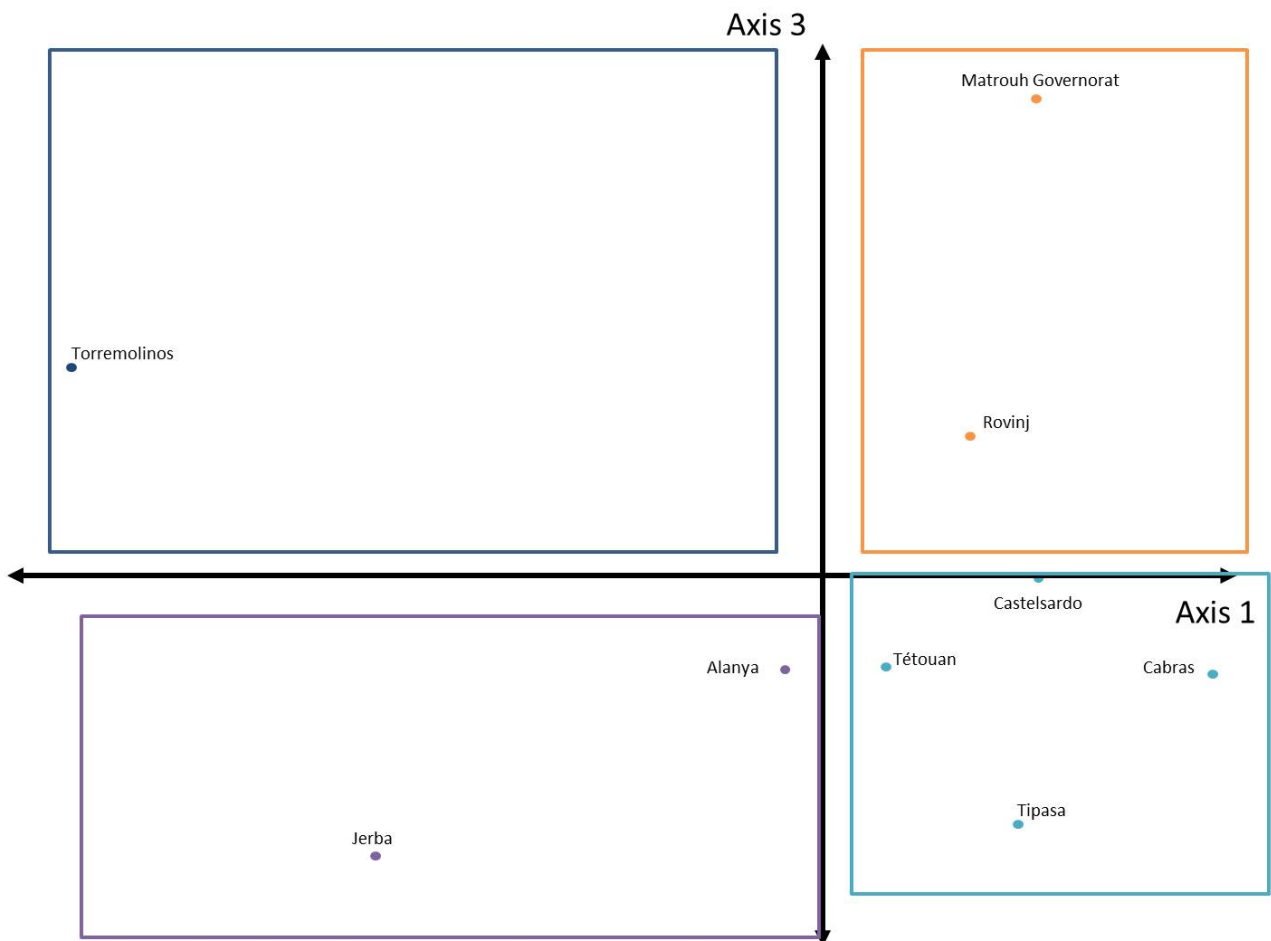 Axis 3
Matrouh Governorat
Torremolinos
Rovinj
Castelsardo
Axis 1
Tétouan
Alanya
Cabras
Tipasa
Jerba